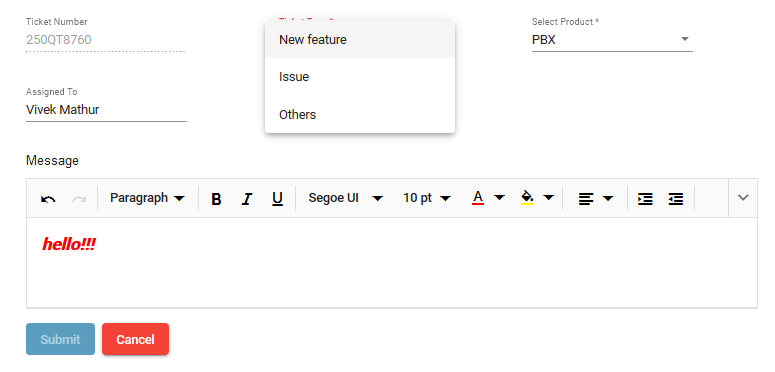 Ticket Number
250QT8760
New feature
Issue
Others
Select Product *
PBX
Assigned To
Vivek Mathur
Message
Paragraph B I U Segoe UI 10 pt A
hello!!!
Submit Cancel